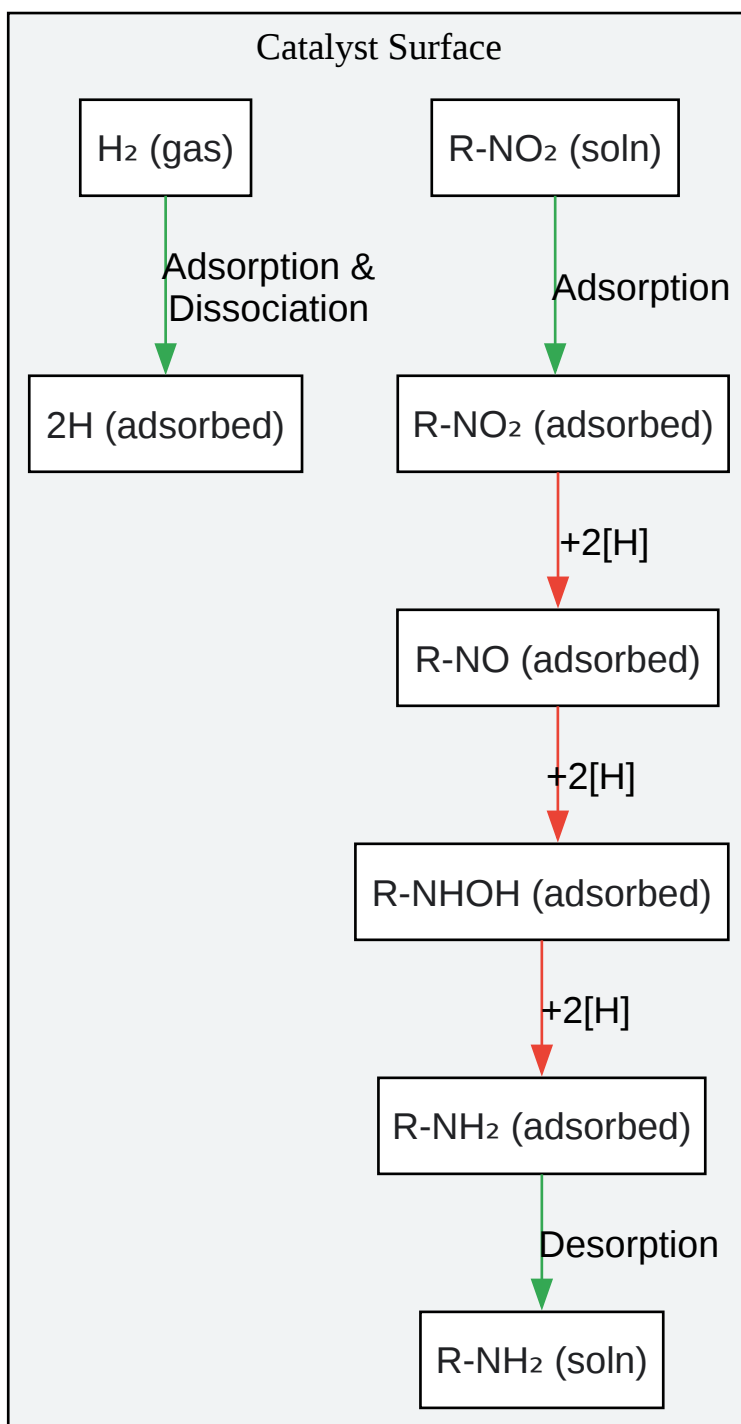 Catalyst Surface
H₂ (gas)
R-NO₂ (soln)
Adsorption &
Dissociation
Adsorption
2H (adsorbed)
R-NO₂ (adsorbed)
+2[H]
R-NO (adsorbed)
+2[H]
R-NHOH (adsorbed)
+2[H]
R-NH₂ (adsorbed)
Desorption
R-NH₂ (soln)